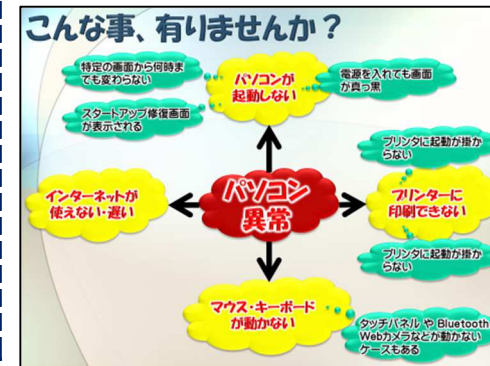 こんな事、有りませんか？
特定の画面から何時ま
でも変わらない
パソコンが
起動しない
電源を入れても画面
が真っ黒
スタートアップ修復画面
が表示される
プリンタに起動が掛か
らない
インターネットが
使えない・遅い
パソコン
異常
プリンターに
印刷できない
プリンタに起動が掛か
らない
マウス・キーボード
が動かない
タッチパネル や Bluetooth
Webカメラなどが動かない
ケースもある